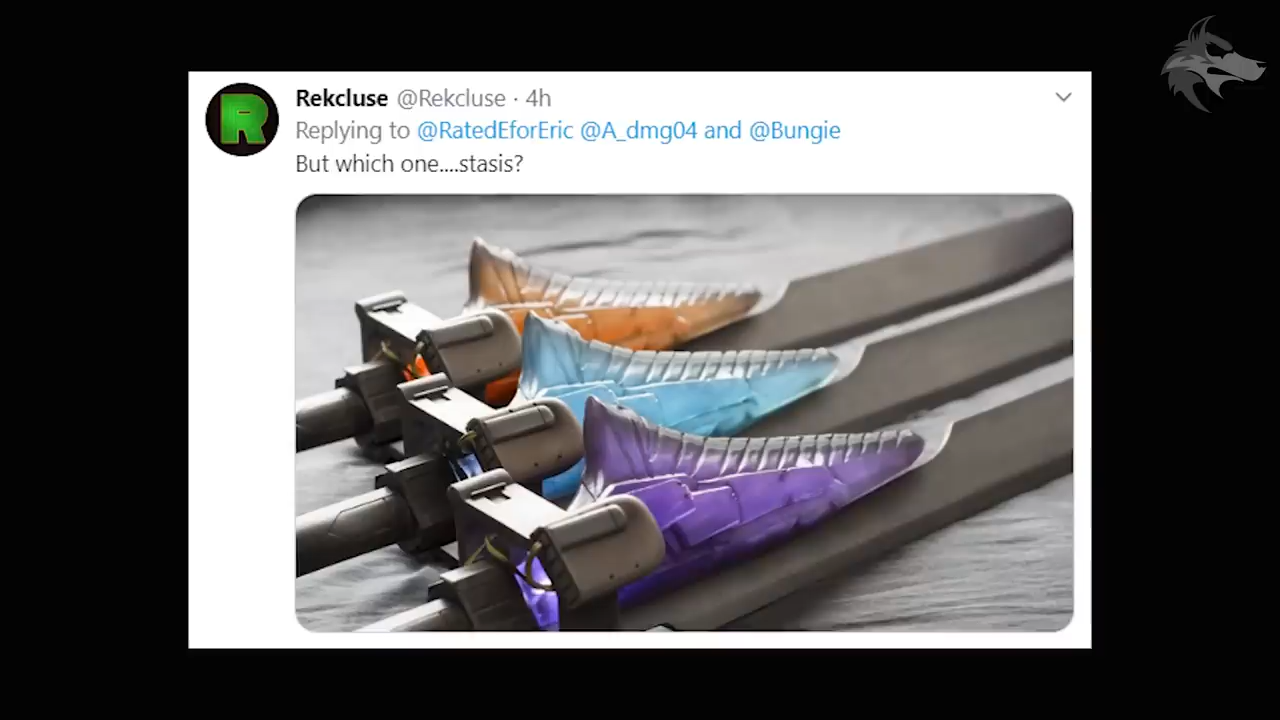 R
Rekcluse @Rekcluse · 4h
Replying to @RatedEforEric @A_dmg04 and @Bungie
But which one....stasis?